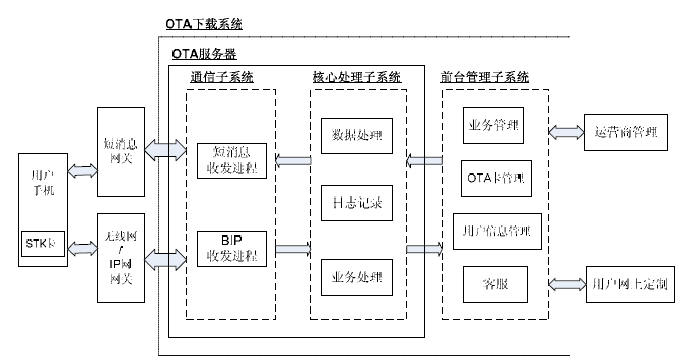 OTA下载系统
OTA服务器
通信子系统
核心处理子系统
前台管理子系统
用户
手机
STK卡
短消息
网关
无线网
/
IP网
网关
短消息
收发进程
BIP
收发进程
数据处理
日志记录
业务处理
业务管理
OTA卡管理
用户信息管理
客服
运营商管理
用户网上定制